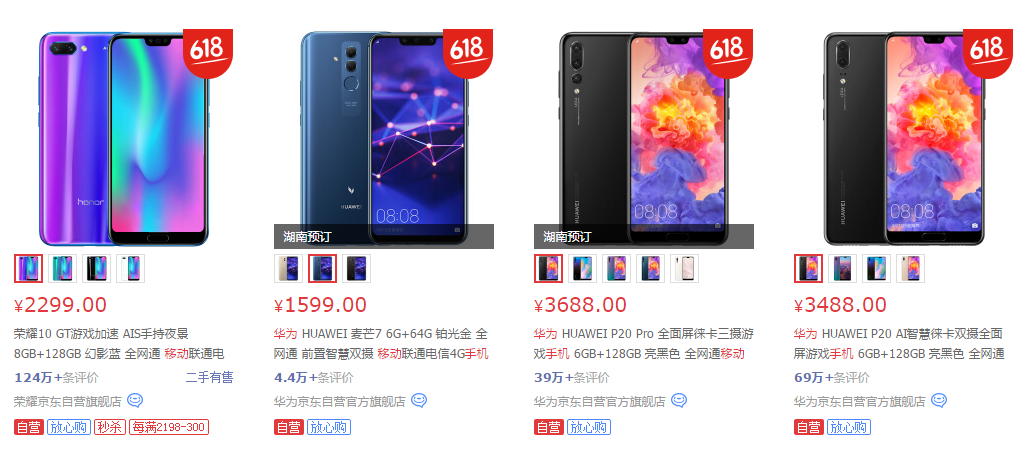 618
honor
¥2299.00
荣耀10 GT游戏加速 AIS手持夜景
8GB+128GB 幻影蓝 全网通 移动联通电
124万+条评价 二手有售
荣耀京东自营旗舰店
自营 放心购 秒杀 每满2198-300
618
HUAWEI
08:08
湖南预订
¥1599.00
华为 HUAWEI 麦芒7 6G+64G 铂光金 全
网通 前置智慧双摄 移动联通电信4G手机
4.4万+条评价
华为京东自营官方旗舰店
自营 放心购
618
HUAWEI
08:08
湖南预订
¥3688.00
华为 HUAWEI P20 Pro 全面屏徕卡三摄游
戏手机 6GB+128GB 亮黑色 全网通移动
39万+条评价
华为京东自营官方旗舰店
自营 放心购
618
HUAWEI
08:08
¥3488.00
华为 HUAWEI P20 AI智慧徕卡双摄全面
屏游戏手机 6GB+128GB 亮黑色 全网通
69万+条评价
华为京东自营官方旗舰店
自营 放心购